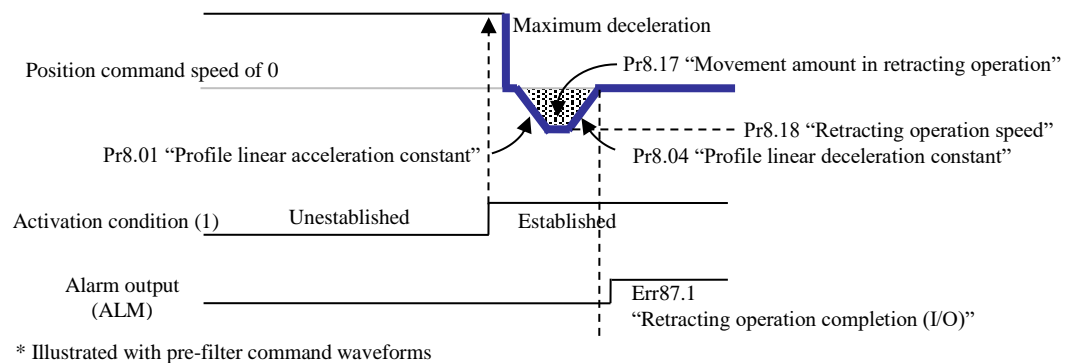 Maximum deceleration
Position command speed of 0
Pr8.17 “Movement amount in retracting operation”
Pr8.18 “Retracting operation speed”
Pr8.01 “Profile linear acceleration constant”
Pr8.04 “Profile linear deceleration constant”
Activation condition (1)
Unestablished
Established
Alarm output
(ALM)
Err87.1
“Retracting operation completion (I/O)”
* Illustrated with pre-filter command waveforms